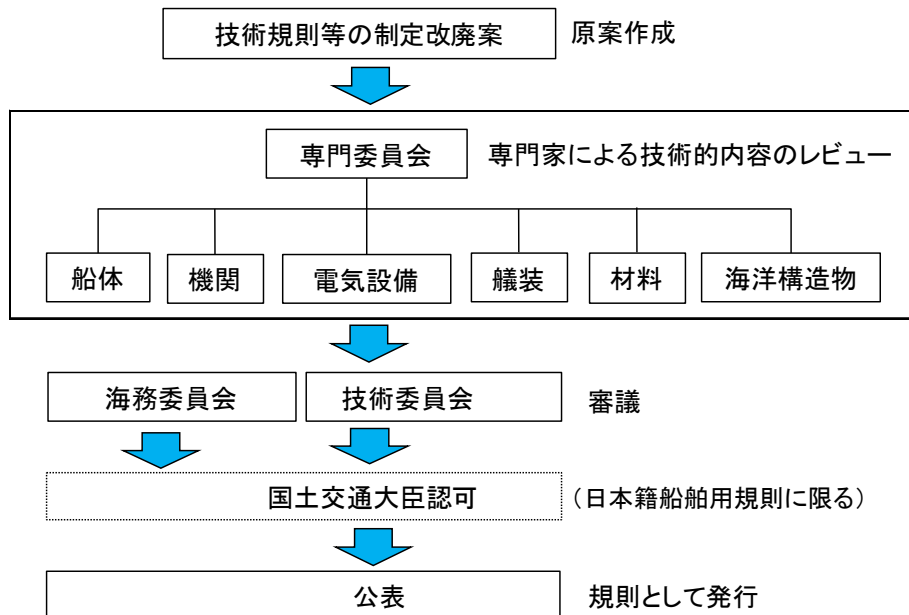 技術規則等の制定改廃案 原案作成
専門委員会 専門家による技術的内容のレビュー
船体 機関 電気設備 艤装 材料 海洋構造物
海務委員会 技術委員会 審議
国土交通大臣認可 (日本籍船舶用規則に限る)
公表 規則として発行